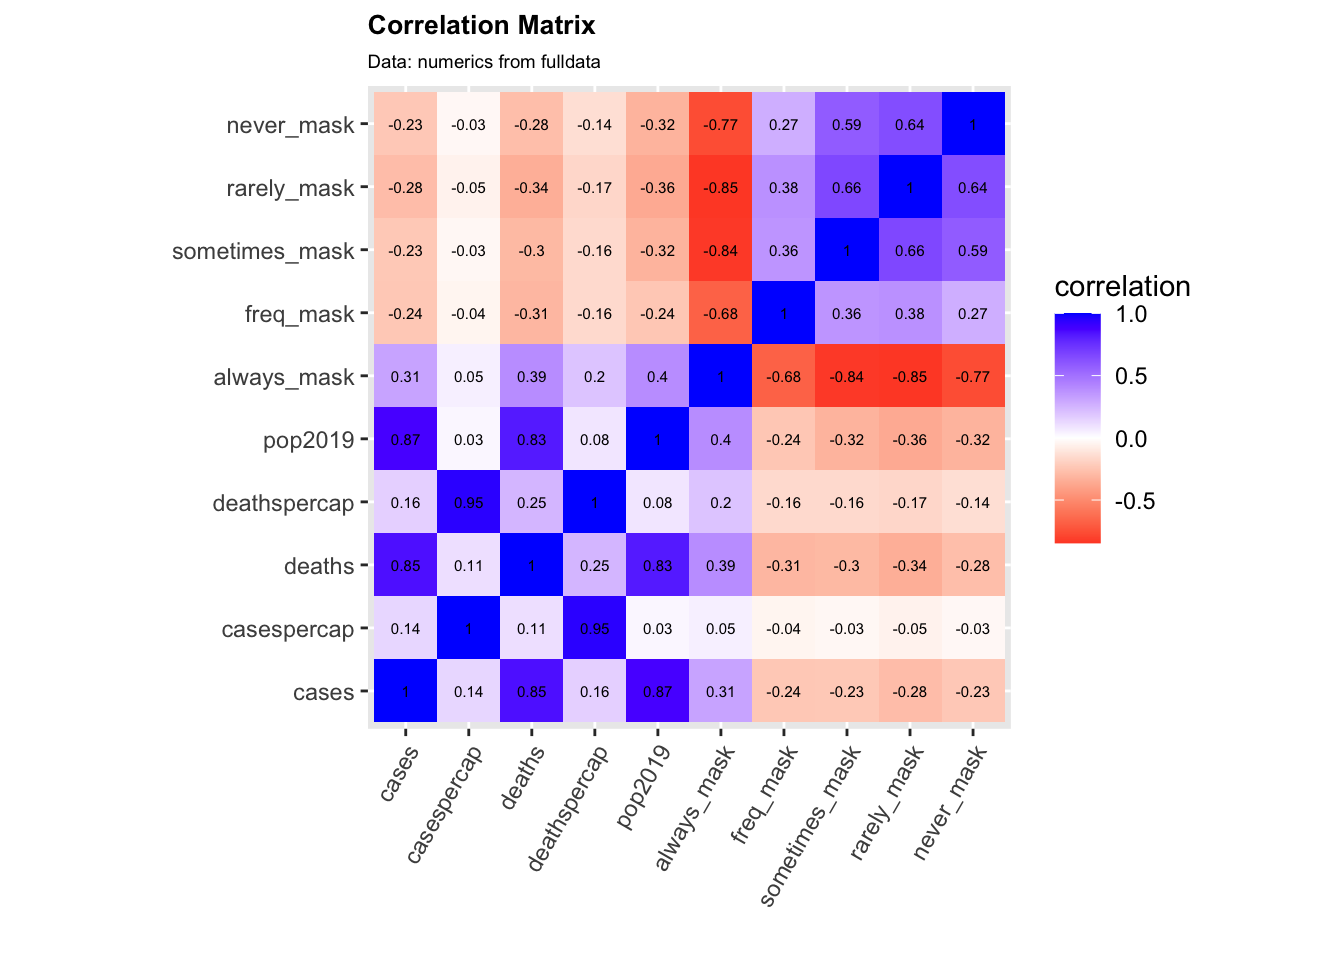 Correlation Matrix
Data: numerics from fulldata
never_mask -0.23 -0.03 -0.28 -0.14 -0.32 -0.77 0.27 0.59 0.64 1
rarely_mask -0.28 -0.05 -0.34 -0.17 -0.36 -0.85 0.38 0.66 1 0.64
sometimes_mask -0.23 -0.03 -0.3 -0.16 -0.32 -0.84 0.36 1 0.66 0.59
freq_mask -0.24 -0.04 -0.31 -0.16 -0.24 -0.68 1 0.36 0.38 0.27
always_mask 0.31 0.05 0.39 0.2 0.4 1 -0.68 -0.84 -0.85 -0.77
pop2019 0.87 0.03 0.83 0.08 1 0.4 -0.24 -0.32 -0.36 -0.32
deathspercap 0.16 0.95 0.25 1 0.08 0.2 -0.16 -0.16 -0.17 -0.14
deaths 0.85 0.11 1 0.25 0.83 0.39 -0.31 -0.3 -0.34 -0.28
casespercap 0.14 1 0.11 0.95 0.03 0.05 -0.04 -0.03 -0.05 -0.03
cases 1 0.14 0.85 0.16 0.87 0.31 -0.24 -0.23 -0.28 -0.23
cases casespercap deaths deathspercap pop2019 always_mask freq_mask sometimes_mask rarely_mask never_mask
correlation
1.0
0.5
0.0
-0.5